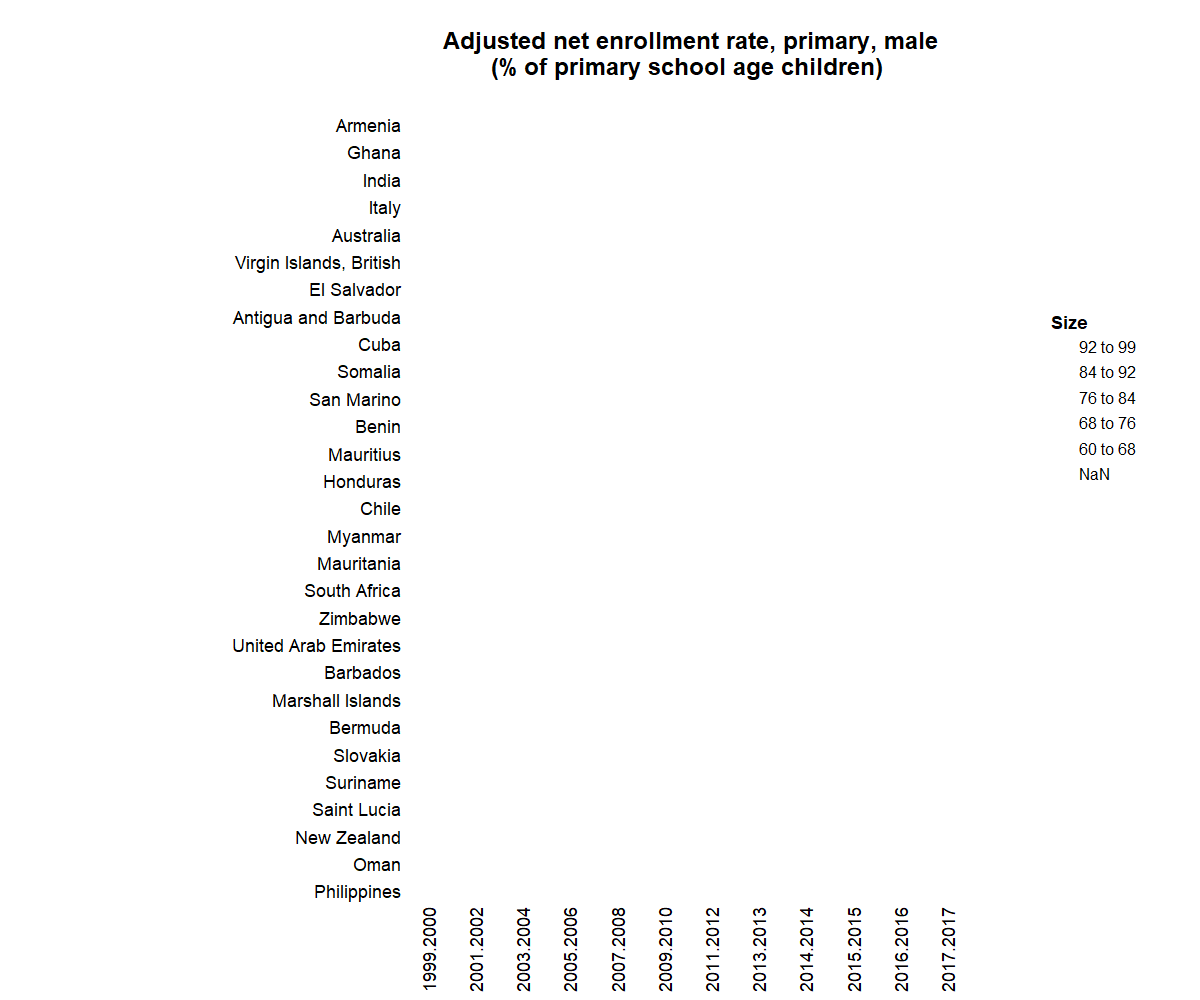 Adjusted net enrollment rate, primary, male
(% of primary school age children)
Armenia
Ghana
India
Italy
Australia
Virgin Islands, British
El Salvador
Antigua and Barbuda
Cuba
Somalia
San Marino
Benin
Mauritius
Honduras
Chile
Myanmar
Mauritania
South Africa
Zimbabwe
United Arab Emirates
Barbados
Marshall Islands
Bermuda
Slovakia
Suriname
Saint Lucia
New Zealand
Oman
Philippines
1999.2000
2001.2002
2003.2004
2005.2006
2007.2008
2009.2010
2011.2012
2013.2013
2014.2014
2015.2015
2016.2016
2017.2017
Size
92 to 99
84 to 92
76 to 84
68 to 76
60 to 68
NaN